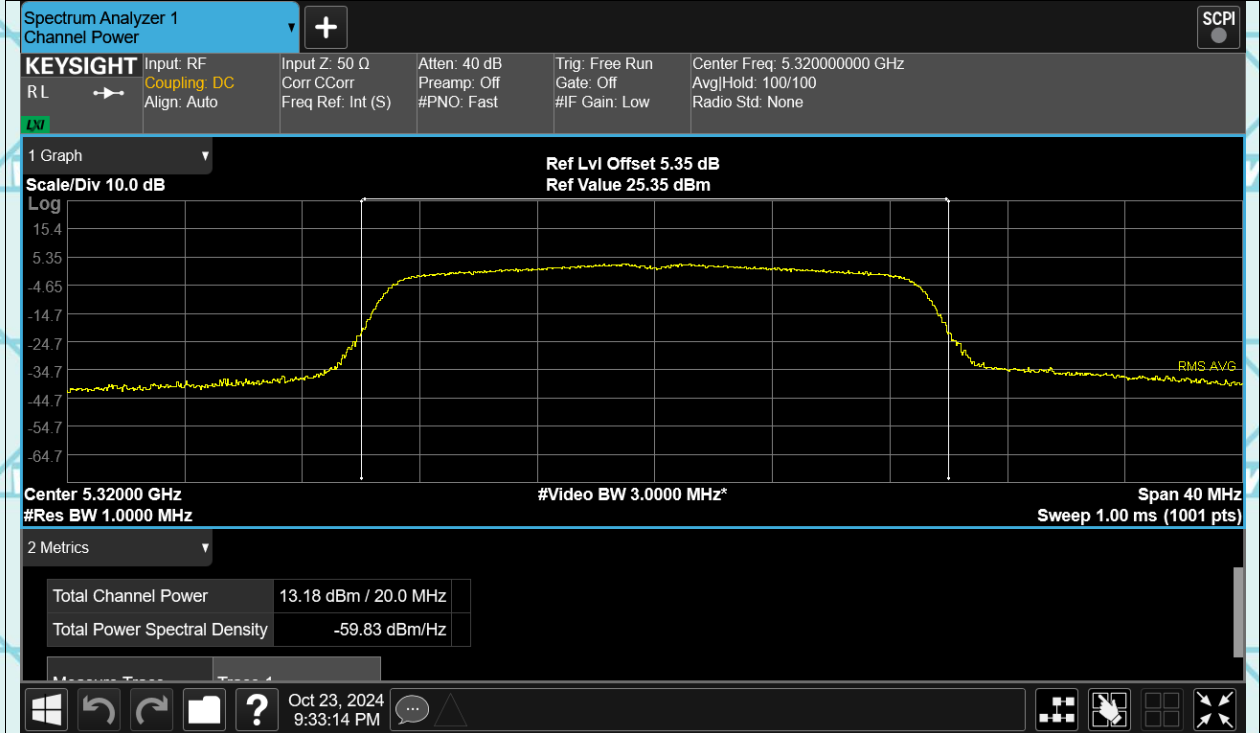 Spectrum Analyzer 1
Channel Power
SCPI
KEYSIGHT
R L
LXI
Input: RF
Coupling: DC
Align: Auto
Input Z: 50 Ω
Corr CCorr
Freq Ref: Int (S)
Atten: 40 dB
Preamp: Off
#PNO: Fast
Trig: Free Run
Gate: Off
#IF Gain: Low
Center Freq: 5.320000000 GHz
Avg|Hold: 100/100
Radio Std: None
1 Graph
Ref Lvl Offset 5.35 dB
Scale/Div 10.0 dB
Ref Value 25.35 dBm
Log
15.4
5.35
-4.65
-14.7
-24.7
-34.7
-44.7
-54.7
-64.7
RMS AVG
Center 5.32000 GHz
#Video BW 3.0000 MHz*
Span 40 MHz
#Res BW 1.0000 MHz
Sweep 1.00 ms (1001 pts)
2 Metrics
Total Channel Power 13.18 dBm / 20.0 MHz
Total Power Spectral Density -59.83 dBm/Hz
Measure Trace Trace 1
?
Oct 23, 2024
9:33:14 PM